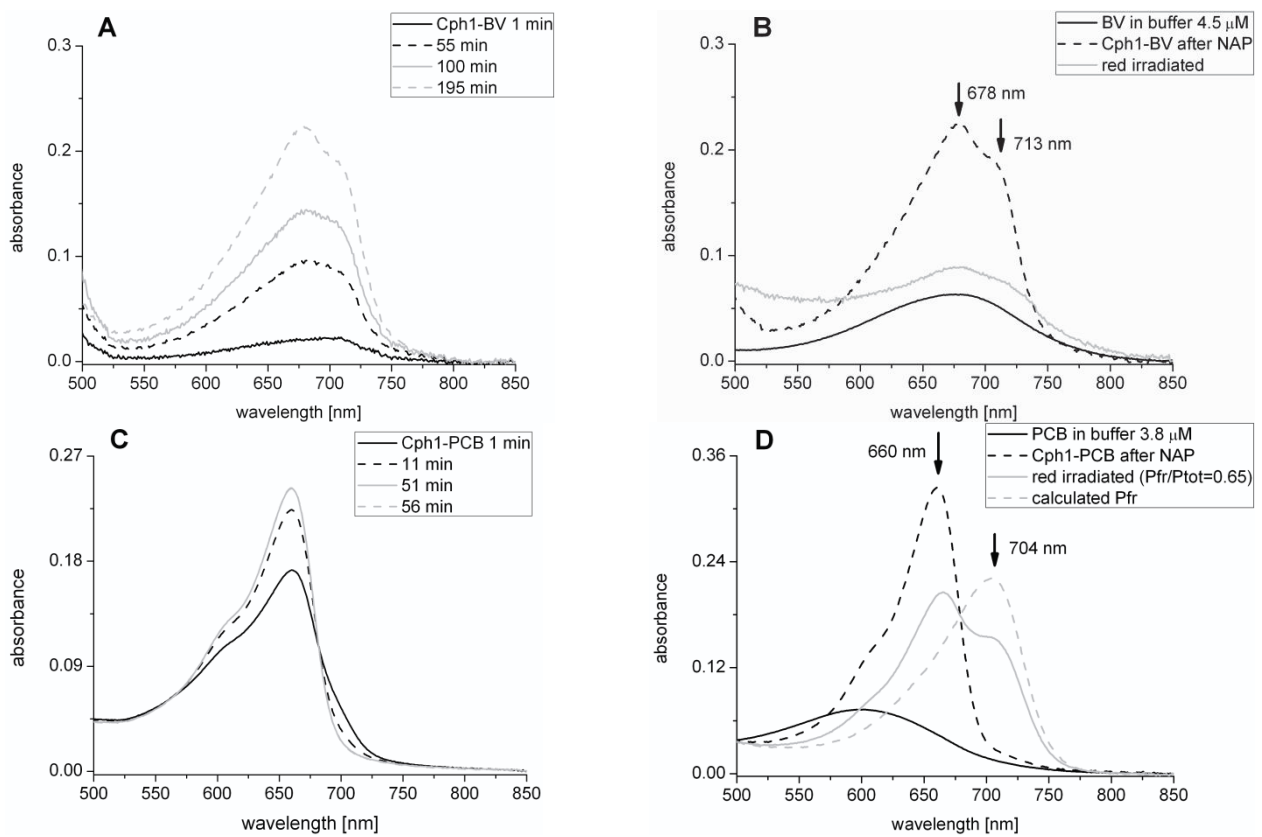 A
Cph1-BV 1 min
55 min
100 min
195 min
0.3
0.2
0.1
0.0
absorbance
500 550 600 650 700 750 800 850
wavelength [nm]
B
BV in buffer 4.5 μM
Cph1-BV after NAP
red irradiated
678 nm
713 nm
0.3
0.2
0.1
0.0
absorbance
500 550 600 650 700 750 800 850
wavelength [nm]
C
Cph1-PCB 1 min
11 min
51 min
56 min
0.27
0.18
0.09
0.00
absorbance
500 550 600 650 700 750 800 850
wavelength [nm]
D
PCB in buffer 3.8 μM
Cph1-PCB after NAP
red irradiated (Pfr/Ptot=0.65)
calculated Pfr
660 nm
704 nm
0.36
0.24
0.12
0.00
absorbance
500 550 600 650 700 750 800 850
wavelength [nm]